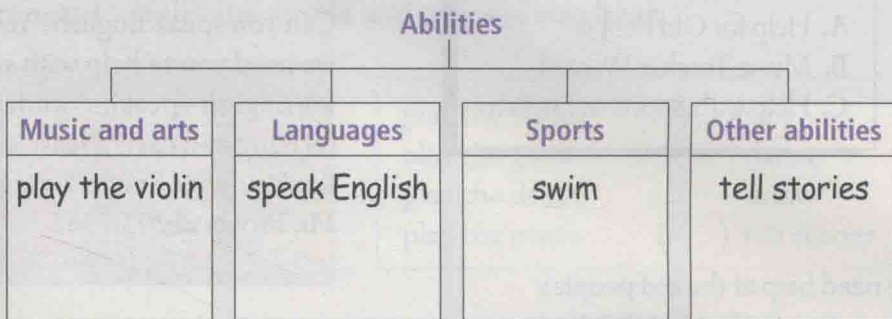 Abilities
Music and arts Languages Sports Other abilities
play the violin speak English swim tell stories